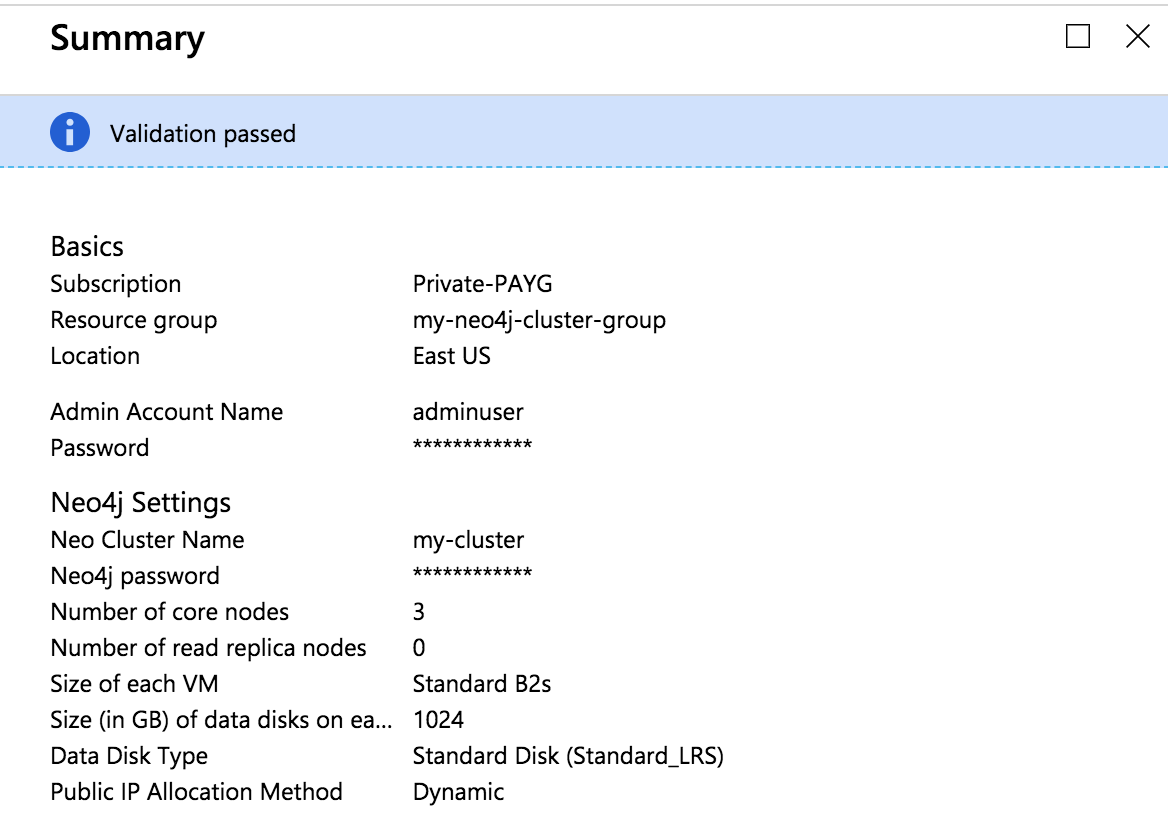 Summary
Validation passed
Basics
Subscription Private-PAYG
Resource group my-neo4j-cluster-group
Location East US
Admin Account Name adminuser
Password ************
Neo4j Settings
Neo Cluster Name my-cluster
Neo4j password ************
Number of core nodes 3
Number of read replica nodes 0
Size of each VM Standard B2s
Size (in GB) of data disks on ea... 1024
Data Disk Type Standard Disk (Standard_LRS)
Public IP Allocation Method Dynamic